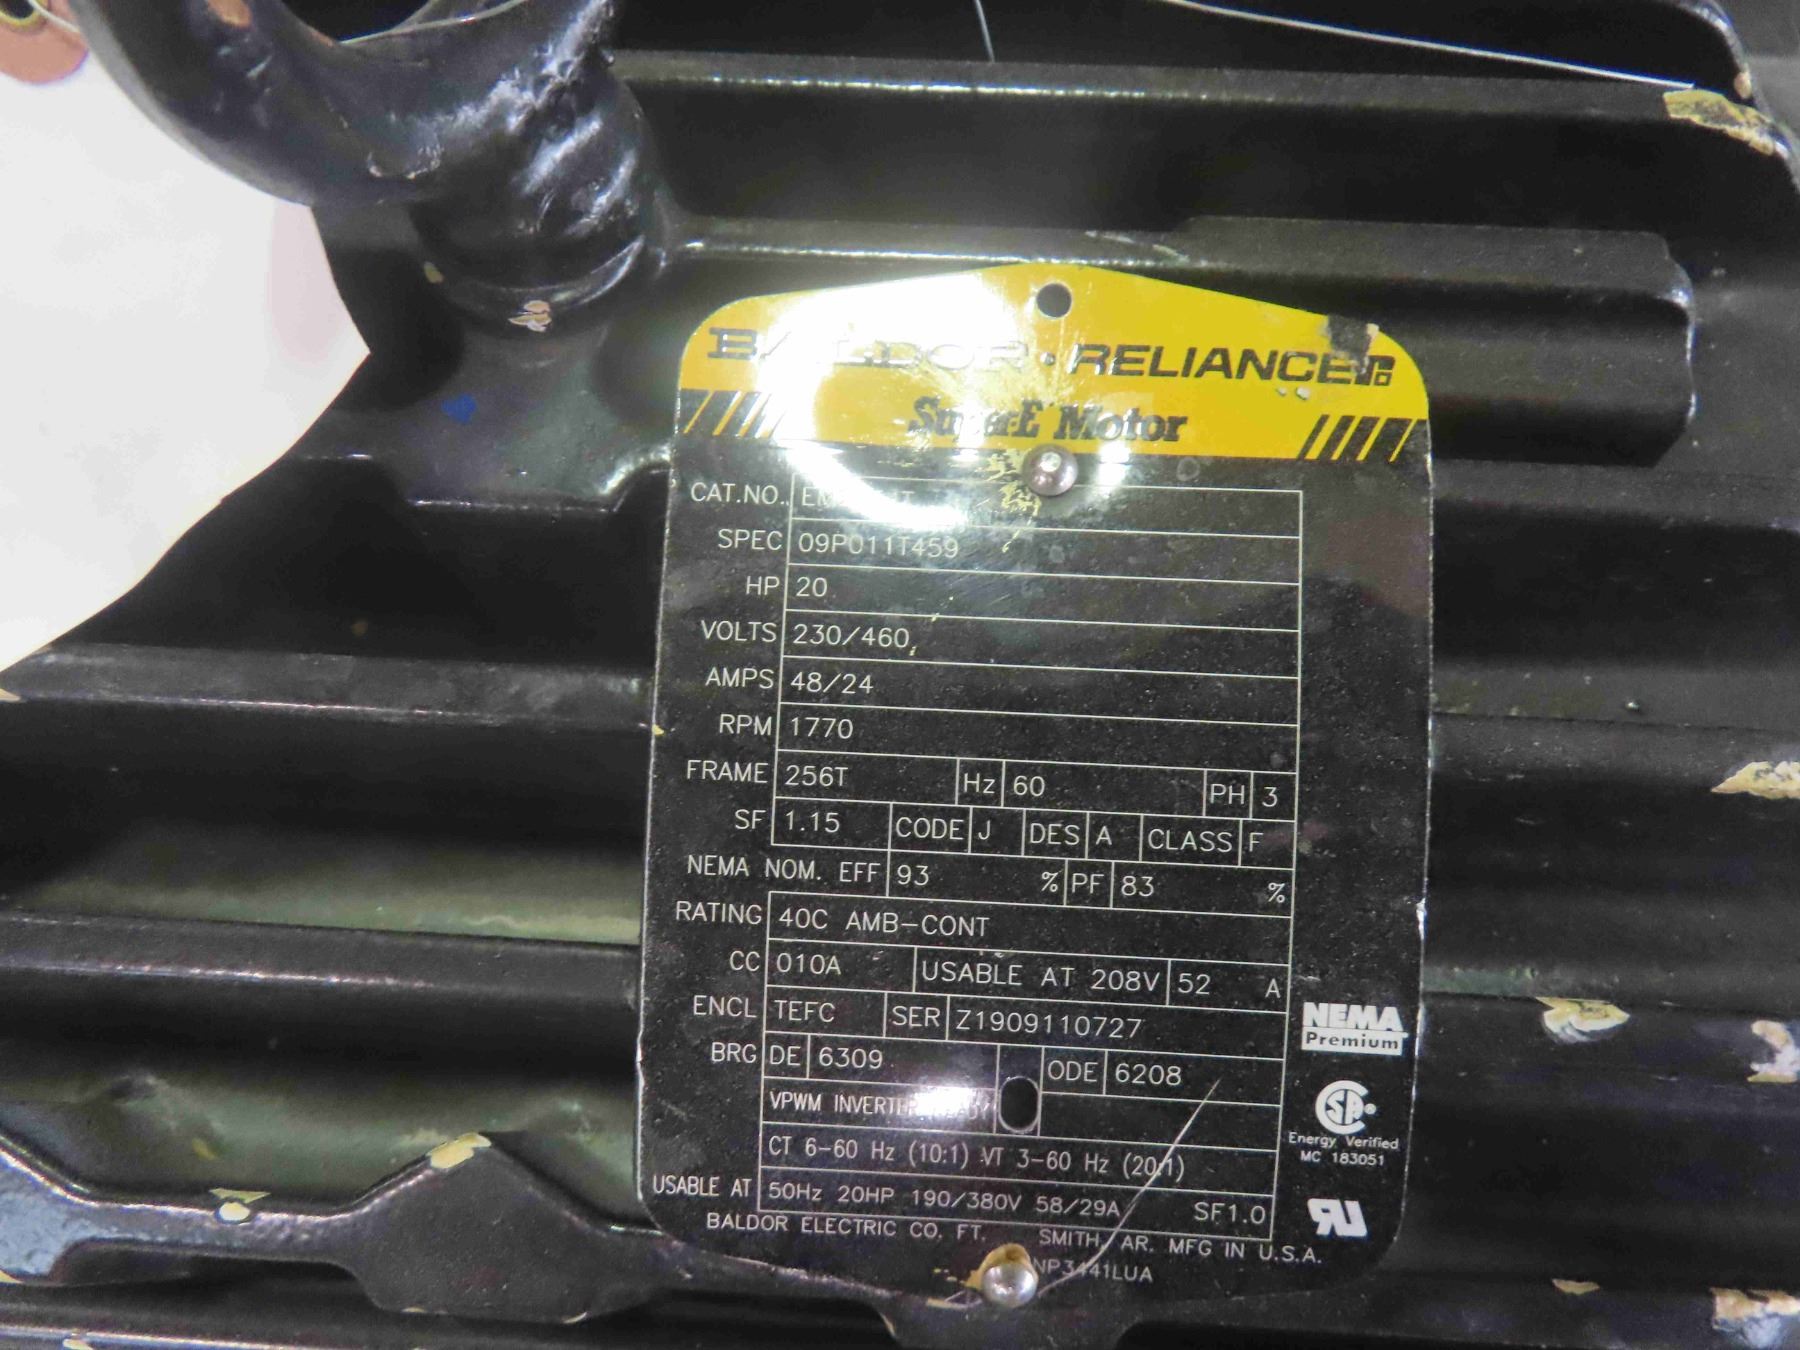 BALDOR · RELIANCE
SuperE Motor
CAT.NO.
SPEC 09P011T459
HP 20
VOLTS 230/460
AMPS 48/24
RPM 1770
FRAME 256T Hz 60 PH 3
SF 1.15 CODE J DES A CLASS F
NEMA NOM. EFF 93 % PF 83 %
RATING 40C AMB-CONT
CC 010A USABLE AT 208V 52 A
ENCL TEFC SER Z1909110727
BRG DE 6309 ODE 6208
VPWM INVERTER
CT 6-60 Hz (10:1) VT 3-60 Hz (20:1)
USABLE AT 50Hz 20HP 190/380V 58/29A SF1.0
BALDOR ELECTRIC CO. FT. SMITH, AR. MFG IN U.S.A.
NP3441LUA
NEMA
Premium
SP®
Energy Verified
MC 183051